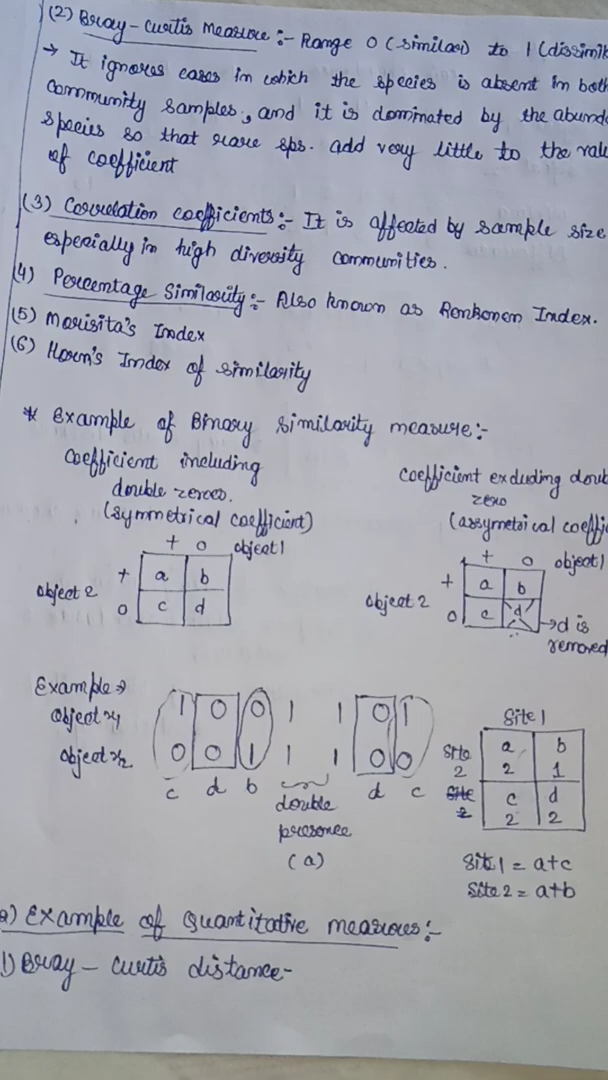 (2) Bray-Curtis Measure :- Range 0 (similar) to 1 (dissimil
→ It ignores cases in which the species is absent in both
community samples, and it is dominated by the abund
species so that rare sps. add very little to the val
of coefficient
(3) Correlation coefficients :- It is affected by sample size
especially in high diversity communities.
(4) Percentage Similarity :- Also known as Renkonen Index.
(5) Morisita's Index
(6) Horn's Index of similarity
* Example of Binary similarity measure :-
coefficient including
double zeroes.
(symmetrical coefficient)
+ 0 object 1
object 2 + a b
0 c d
coefficient excluding doub
zero
(assymetrical coeffi
+ 0 object 1
object 2 + a b
0 c d → d is
removed
Example →
object x1 1 0 0 1 1 0 1
object x2 0 0 1 1 1 0 0
c d b double d c
presence
(a)
Site 1
Site 2 a b
2 1
Site 2 c d
2 2
Site 1 = a+c
Site 2 = a+b
2) Example of Quantitative measures :-
1) Bray-Curtis distance-